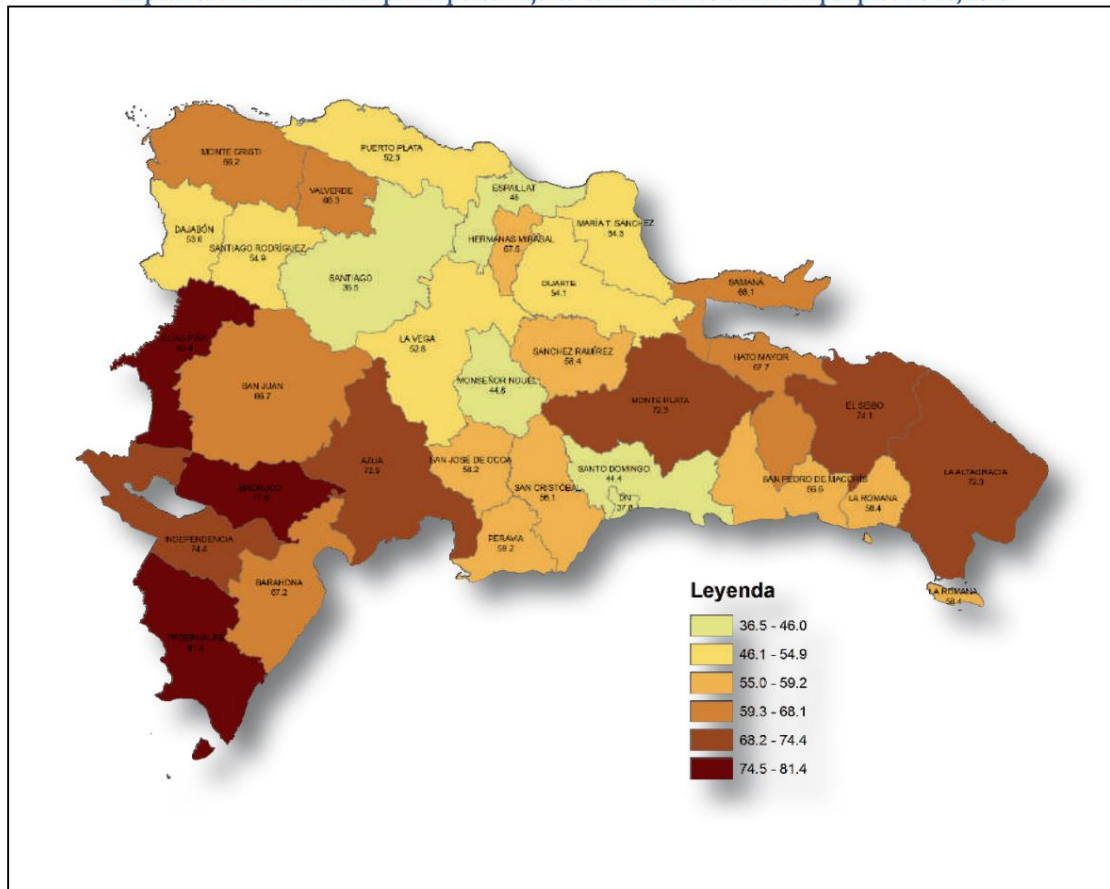 MONTE CRISTI
66.2
PUERTO PLATA
52.3
VALVERDE
66.3
ESPAILLAT
46
DAJABÓN
53.6
SANTIAGO RODRÍGUEZ
54.9
HERMANAS MIRABAL
57.5
MARÍA T. SÁNCHEZ
54.3
SANTIAGO
36.5
DUARTE
54.1
SAMANÁ
68.1
LA VEGA
52.8
SANCHEZ RAMÍREZ
58.4
HATO MAYOR
67.7
SAN JUAN
66.7
MONSEÑOR NOUEL
44.8
MONTE PLATA
72.3
EL SEIBO
74.1
AZUA
72.9
SAN JOSÉ DE OCOA
58.2
SANTO DOMINGO
44.4
LA ALTAGRACIA
72.3
BAORUCO
SAN CRISTÓBAL
56.1
SAN PEDRO DE MACORÍS
56.6
DN
37.8
LA ROMANA
58.4
INDEPENDENCIA
74.4
PERAVIA
59.2
BARAHONA
67.2
LA ROMANA
58.4
PEDERNALES
81.4
Leyenda
36.5 - 46.0
46.1 - 54.9
55.0 - 59.2
59.3 - 68.1
68.2 - 74.4
74.5 - 81.4